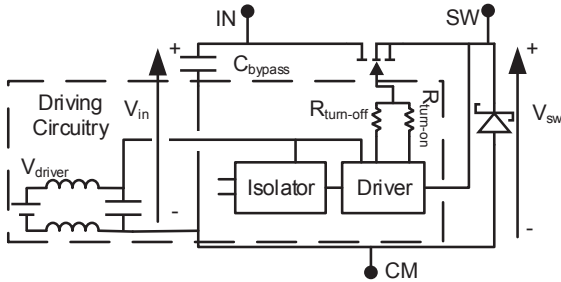 IN
SW
+
+
C_bypass
Driving
Circuitry
V_in
R_turn-off
R_turn-on
V_sw
V_driver
Isolator
Driver
-
-
CM